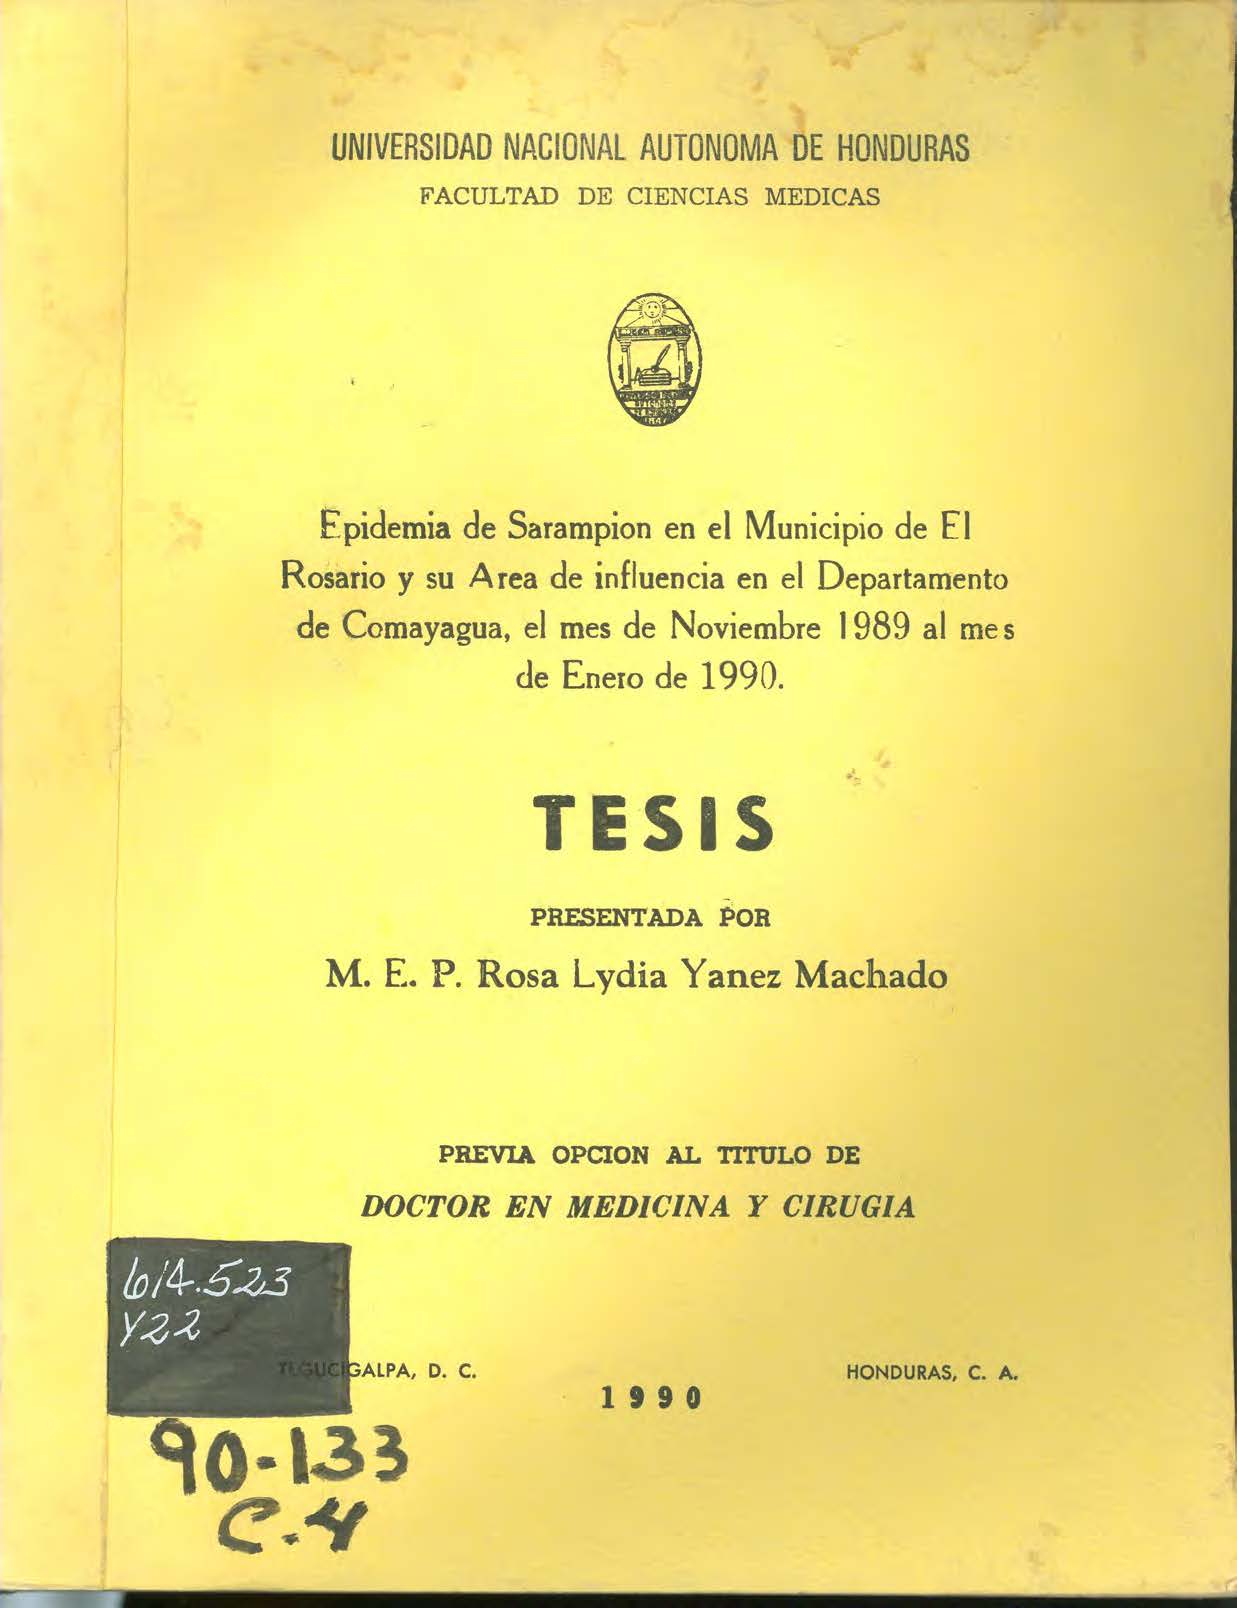 UNIVERSIDAD NACIONAL AUTONOMA DE HONDURAS
FACULTAD DE CIENCIAS MEDICAS
Epidemia de Sarampion en el Municipio de El
Rosario y su Area de influencia en el Departamento
de Comayagua, el mes de Noviembre 1989 al mes
de Enero de 1990.
TESIS
PRESENTADA POR
M. E. P. Rosa Lydia Yanez Machado
PREVIA OPCION AL TITULO DE
DOCTOR EN MEDICINA Y CIRUGIA
614.523
Y22
TEGUCIGALPA, D. C.
HONDURAS, C. A.
1990
90-133
C.4